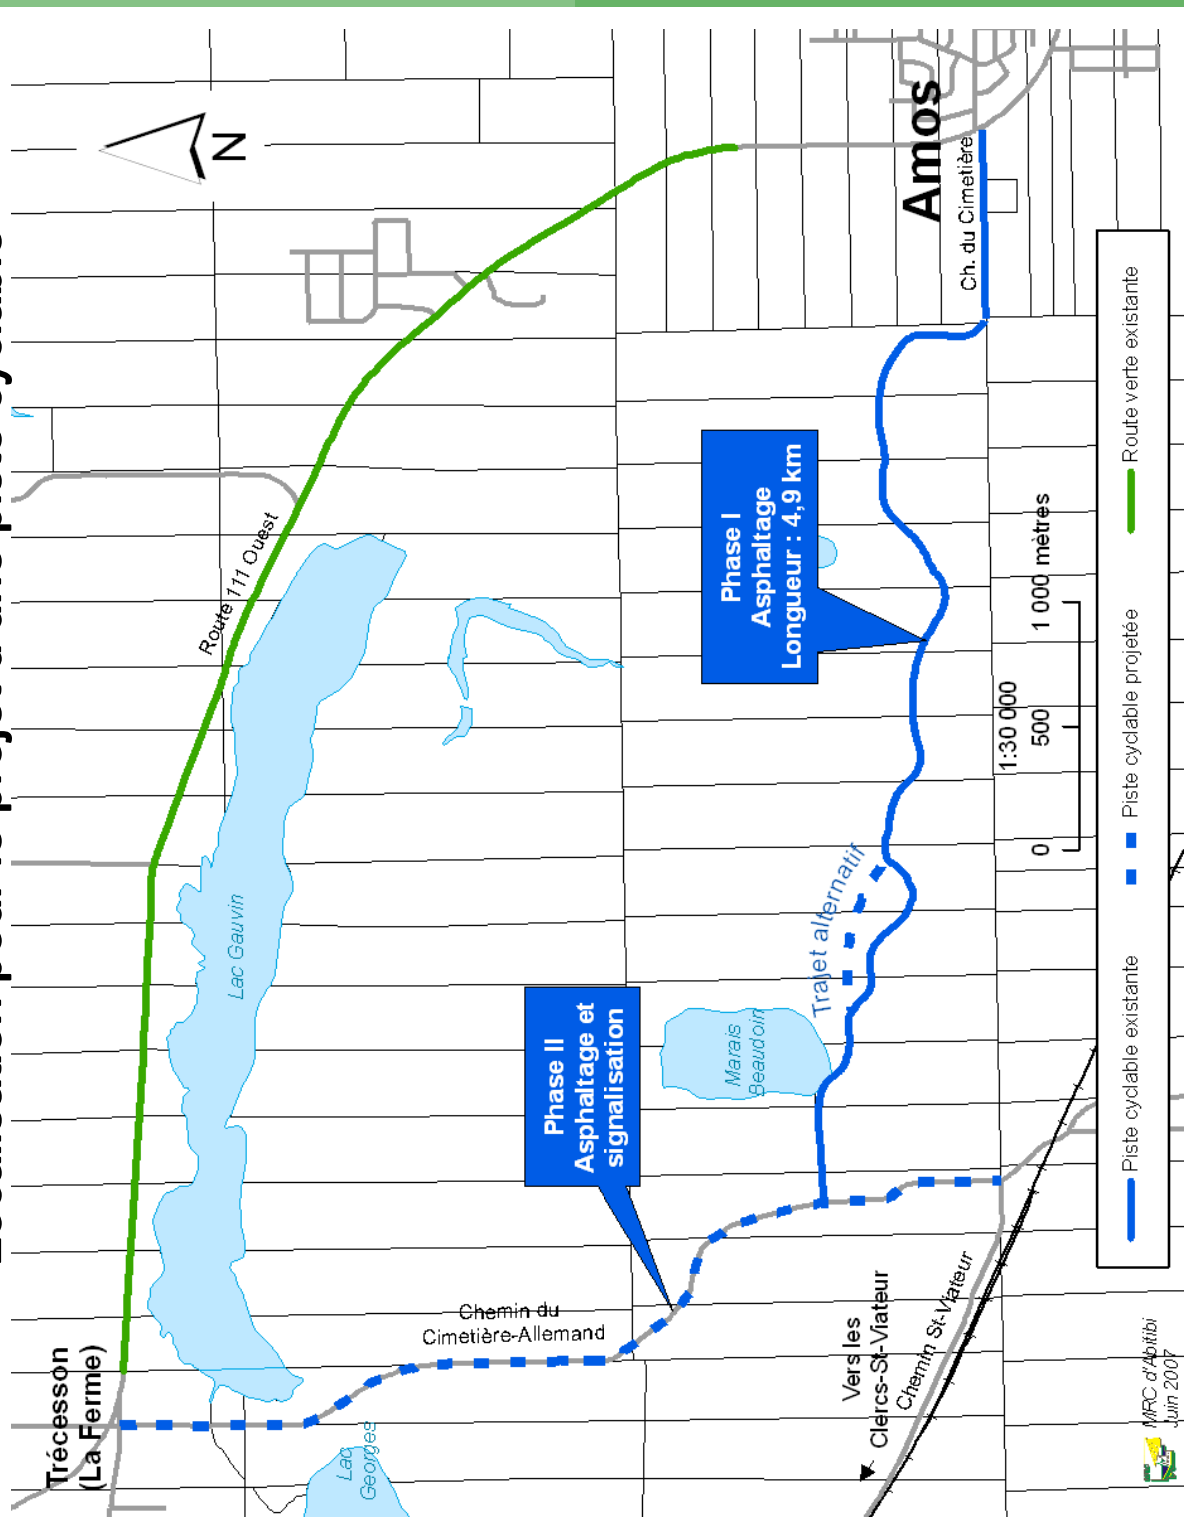 N
Trécesson
(La Ferme)
Route 111 Ouest
Amos
Ch. du Cimetière
Lac Gauvin
Lac
Georges
Chemin du
Cimetière-Allemand
Phase II
Asphaltage et
signalisation
Marais
Beaudoin
Trajet alternatif
Phase I
Asphaltage
Longueur : 4,9 km
Vers les
Clercs-St-Viateur
Chemin St-Viateur
1:30 000
0 500 1 000 mètres
Piste cyclable existante
Piste cyclable projetée
Route verte existante
MRC d'Abitibi
Juin 2007